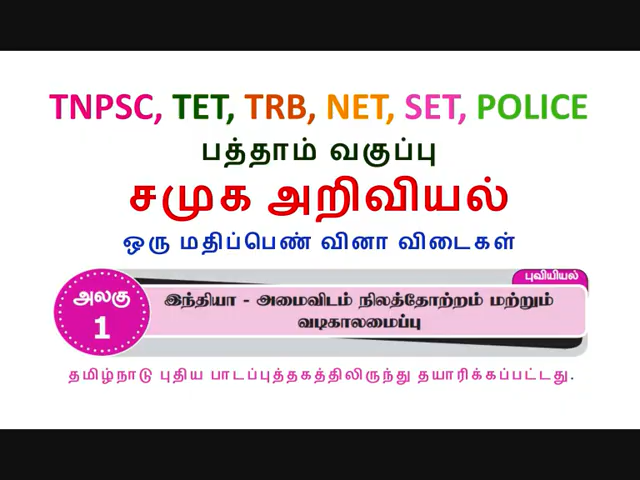 TNPSC, TET, TRB, NET, SET, POLICE
பத்தாம் வகுப்பு
சமுக அறிவியல்
ஒரு மதிப்பெண் வினா விடைகள்
புவியியல்
அலகு
1
இந்தியா - அமைவிடம் நிலத்தோற்றம் மற்றும்
வடிகாலமைப்பு
தமிழ்நாடு புதிய பாடப்புத்தகத்திலிருந்து தயாரிக்கப்பட்டது.